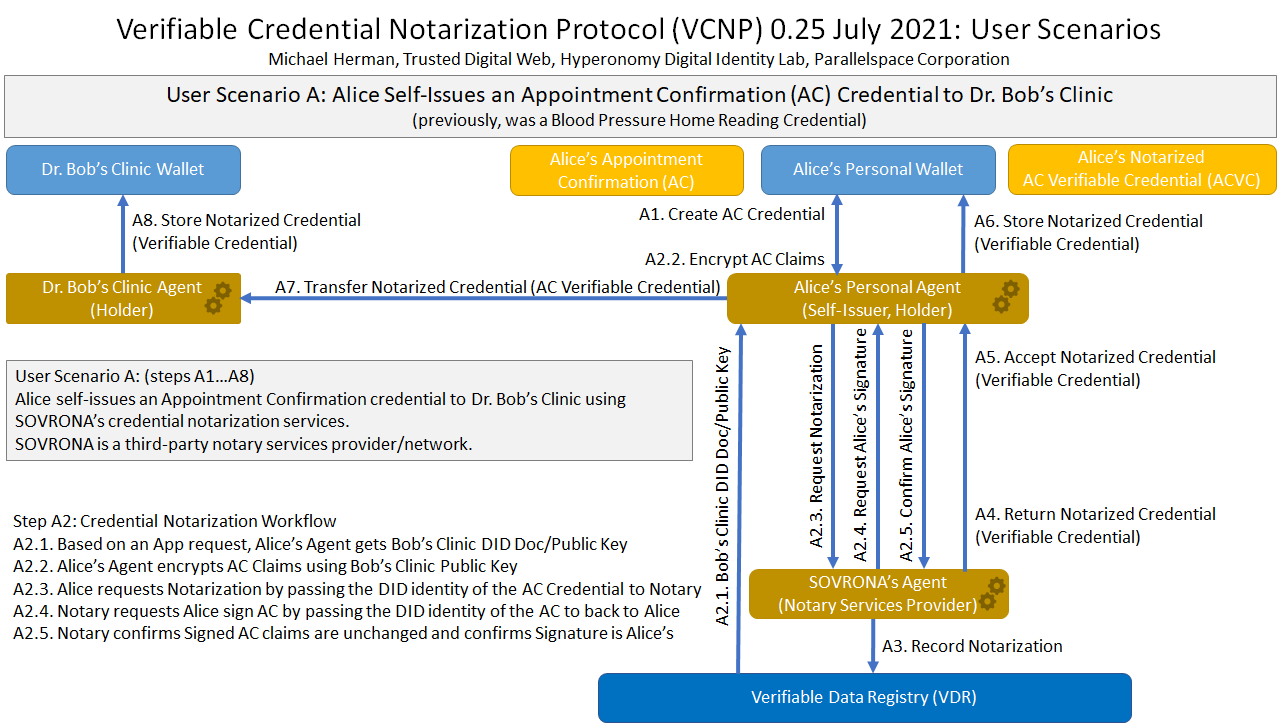 Verifiable Credential Notarization Protocol (VCNP) 0.25 July 2021: User Scenarios
Michael Herman, Trusted Digital Web, Hyperonomy Digital Identity Lab, Parallelspace Corporation
User Scenario A: Alice Self-Issues an Appointment Confirmation (AC) Credential to Dr. Bob's Clinic
(previously, was a Blood Pressure Home Reading Credential)
Dr. Bob's Clinic Wallet
Alice's Appointment
Confirmation (AC)
Alice's Personal Wallet
Alice's Notarized
AC Verifiable Credential (ACVC)
A8. Store Notarized Credential
(Verifiable Credential)
A1. Create AC Credential
A2.2. Encrypt AC Claims
A6. Store Notarized Credential
(Verifiable Credential)
Dr. Bob's Clinic Agent
(Holder)
A7. Transfer Notarized Credential (AC Verifiable Credential)
Alice's Personal Agent
(Self-Issuer, Holder)
User Scenario A: (steps A1...A8)
Alice self-issues an Appointment Confirmation credential to Dr. Bob's Clinic using
SOVRONA's credential notarization services.
SOVRONA is a third-party notary services provider/network.
A2.1. Bob's Clinic DID Doc/Public Key
A2.3. Request Notarization
A2.4. Request Alice's Signature
A2.5. Confirm Alice's Signature
A5. Accept Notarized Credential
(Verifiable Credential)
A4. Return Notarized Credential
(Verifiable Credential)
Step A2: Credential Notarization Workflow
A2.1. Based on an App request, Alice's Agent gets Bob's Clinic DID Doc/Public Key
A2.2. Alice's Agent encrypts AC Claims using Bob's Clinic Public Key
A2.3. Alice requests Notarization by passing the DID identity of the AC Credential to Notary
A2.4. Notary requests Alice sign AC by passing the DID identity of the AC to back to Alice
A2.5. Notary confirms Signed AC claims are unchanged and confirms Signature is Alice's
SOVRONA's Agent
(Notary Services Provider)
A3. Record Notarization
Verifiable Data Registry (VDR)